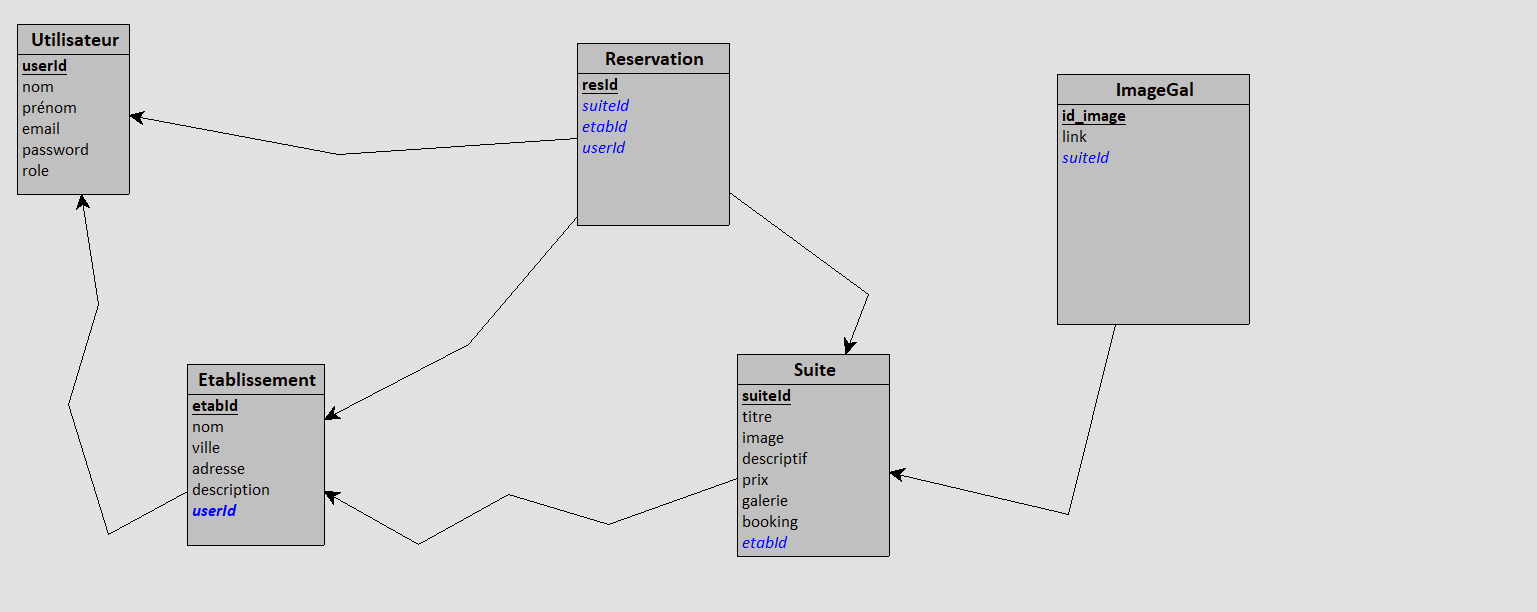 Utilisateur
userId
nom
prénom
email
password
role
Reservation
resId
suiteId
etabId
userId
ImageGal
id_image
link
suiteId
Etablissement
etabId
nom
ville
adresse
description
userId
Suite
suiteId
titre
image
descriptif
prix
galerie
booking
etabId